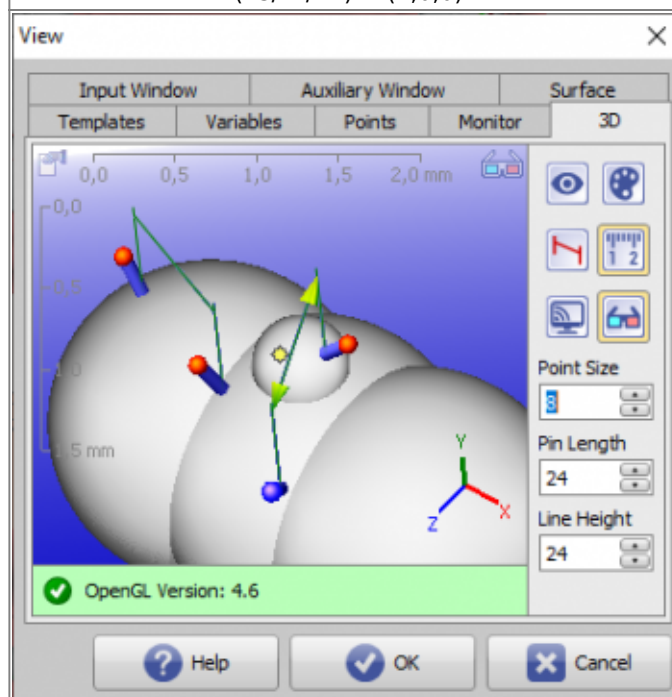 View
Input Window Auxiliary Window Surface
Templates Variables Points Monitor 3D
0,0 0,5 1,0 1,5 2,0 mm
0,0
0,5
1,0
1,5 mm
1 2
Point Size
8
Pin Length
24
Line Height
24
Y
X
Z
OpenGL Version: 4.6
Help OK Cancel